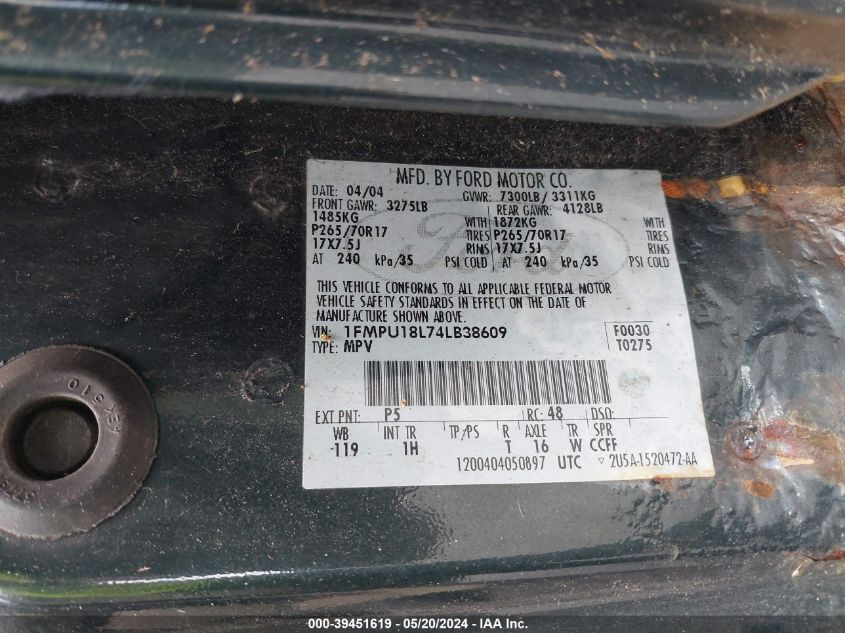 MFD. BY FORD MOTOR CO.
DATE: 04/04 GVWR: 7300LB / 3311KG
FRONT GAWR: 3275LB REAR GAWR: 4128LB
1485KG WITH 1872KG WITH
P265/70R17 TIRES P265/70R17 TIRES
17X7.5J RIMS 17X7.5J RIMS
AT 240 kPa/35 PSI COLD AT 240 kPa/35 PSI COLD
Ford
THIS VEHICLE CONFORMS TO ALL APPLICABLE FEDERAL MOTOR
VEHICLE SAFETY STANDARDS IN EFFECT ON THE DATE OF
MANUFACTURE SHOWN ABOVE.
VIN: 1FMPU18L74LB38609 F0030
TYPE: MPV T0275
EXT PNT: P5 RC: 48 DSO:
WB INT TR TP/PS R AXLE TR SPR
119 1H T 16 W CCFF
1200404050897 UTC ▽ 2U5A-1520472-AA
000-39451619 - 05/20/2024 - IAA Inc.